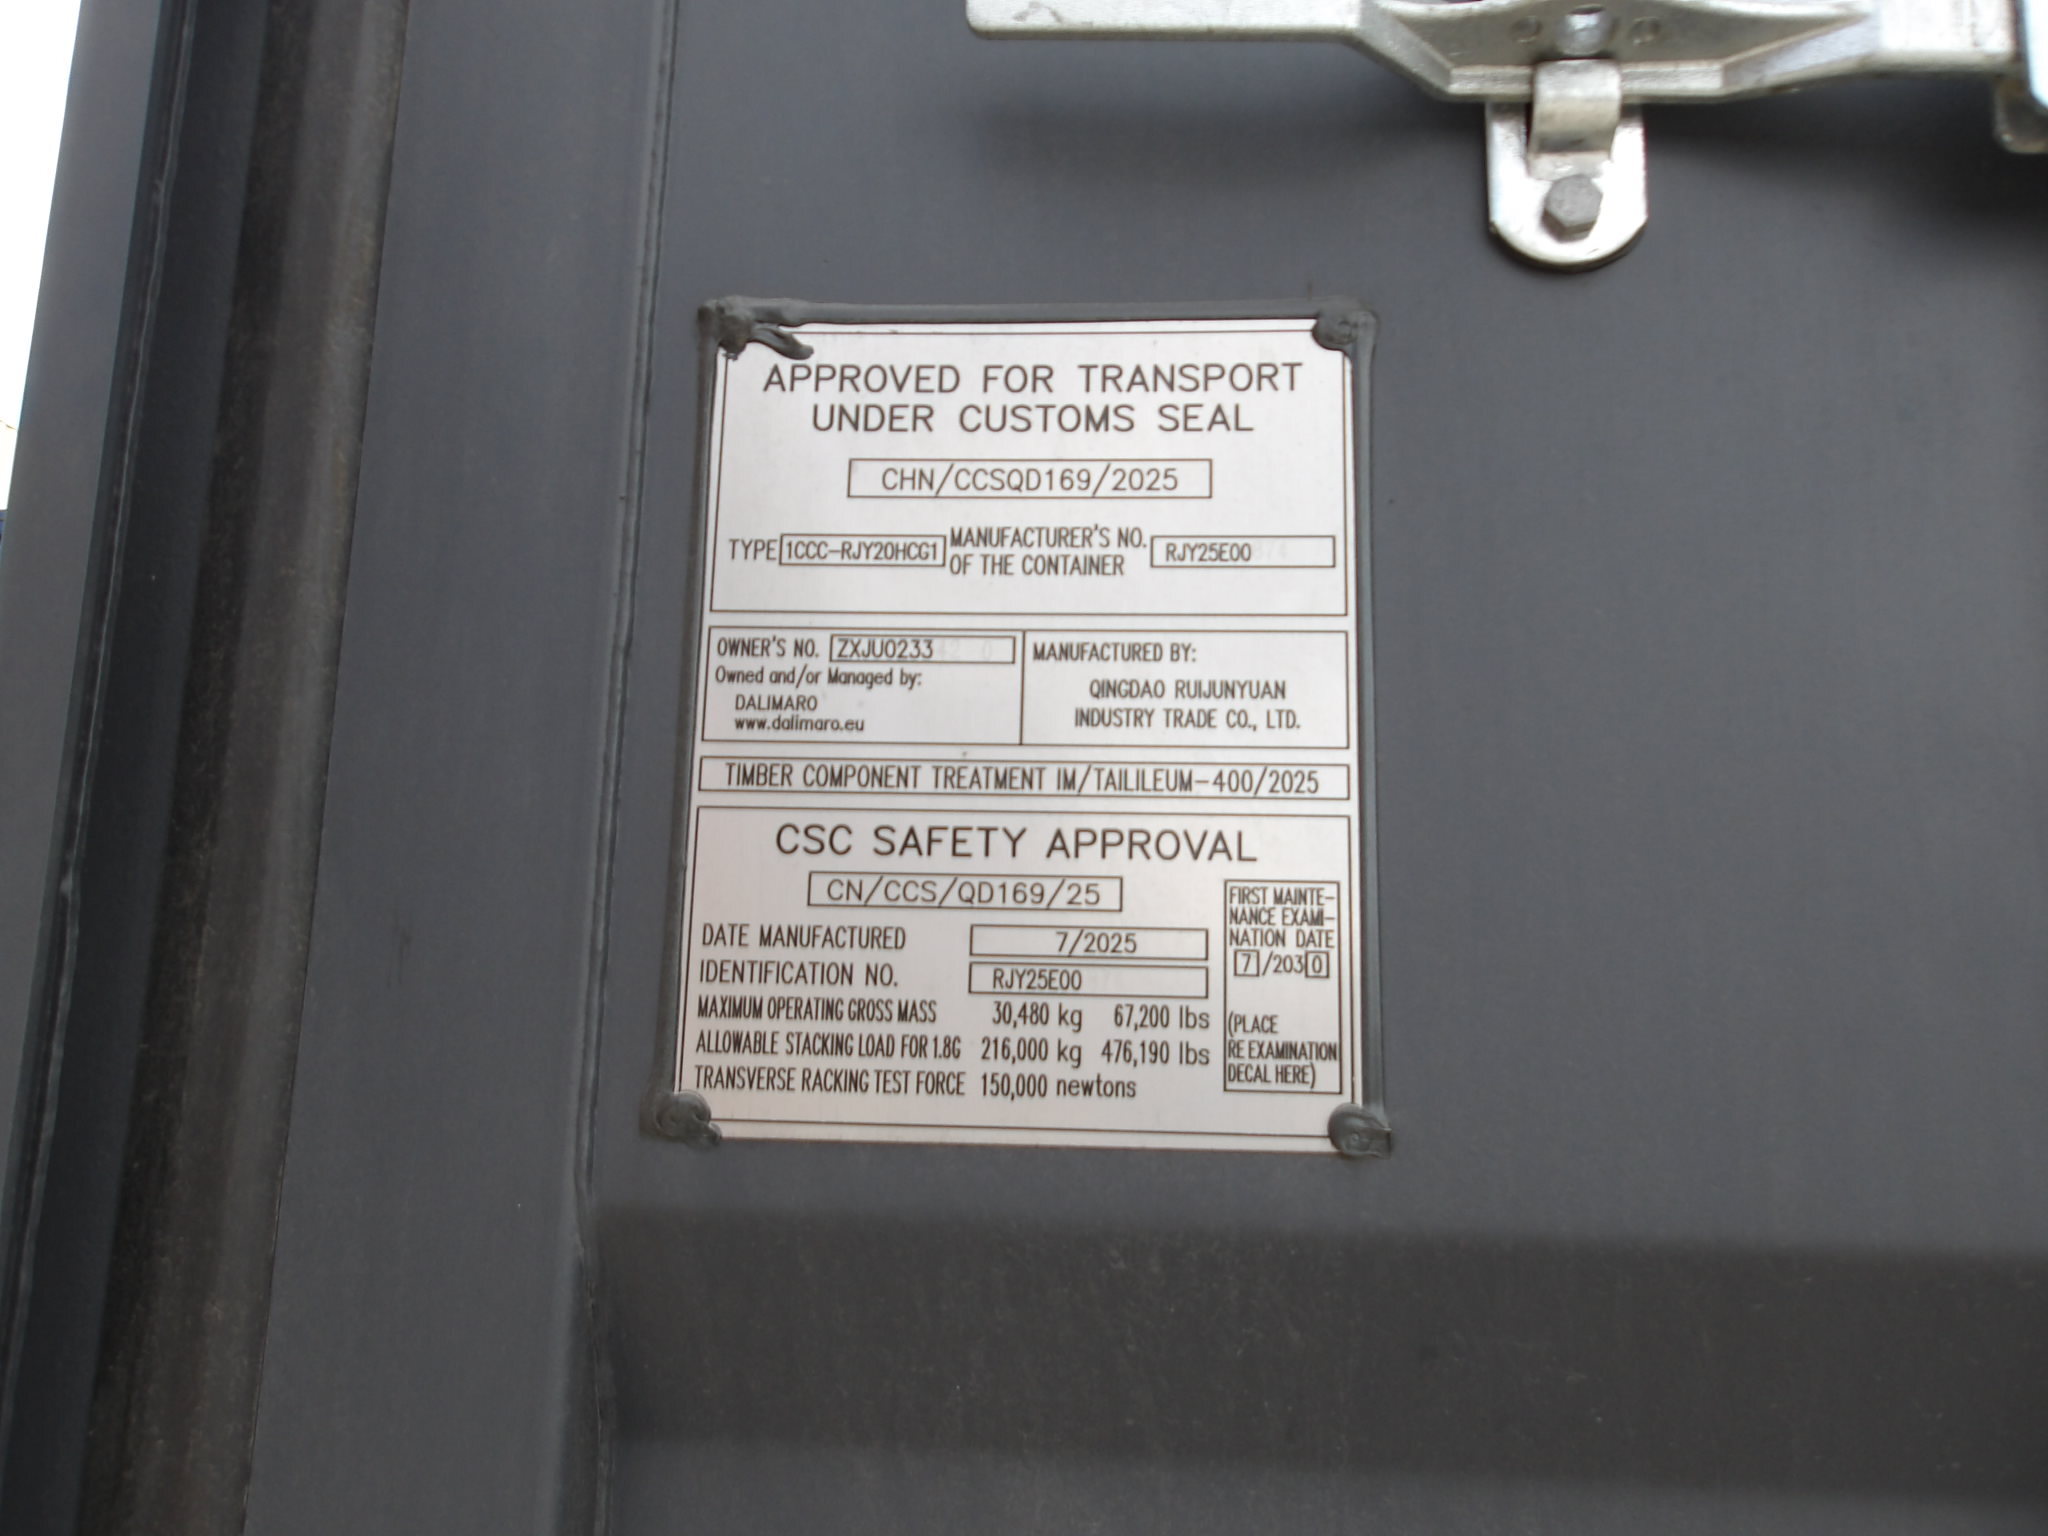 APPROVED FOR TRANSPORT
UNDER CUSTOMS SEAL
CHN/CCSQD169/2025
TYPE 1CCC-RJY20HCG1 MANUFACTURER'S NO. OF THE CONTAINER RJY25E00
OWNER'S NO. ZXJU0233
Owned and/or Managed by:
DALIMARO
www.dalimaro.eu
MANUFACTURED BY:
QINGDAO RUIJUNYUAN
INDUSTRY TRADE CO., LTD.
TIMBER COMPONENT TREATMENT IM/TAILILEUM-400/2025
CSC SAFETY APPROVAL
CN/CCS/QD169/25
DATE MANUFACTURED 7/2025
IDENTIFICATION NO. RJY25E00
MAXIMUM OPERATING GROSS MASS 30,480 kg 67,200 lbs
ALLOWABLE STACKING LOAD FOR 1.8G 216,000 kg 476,190 lbs
TRANSVERSE RACKING TEST FORCE 150,000 newtons
FIRST MAINTE-
NANCE EXAMI-
NATION DATE
7/2030
(PLACE
RE EXAMINATION
DECAL HERE)